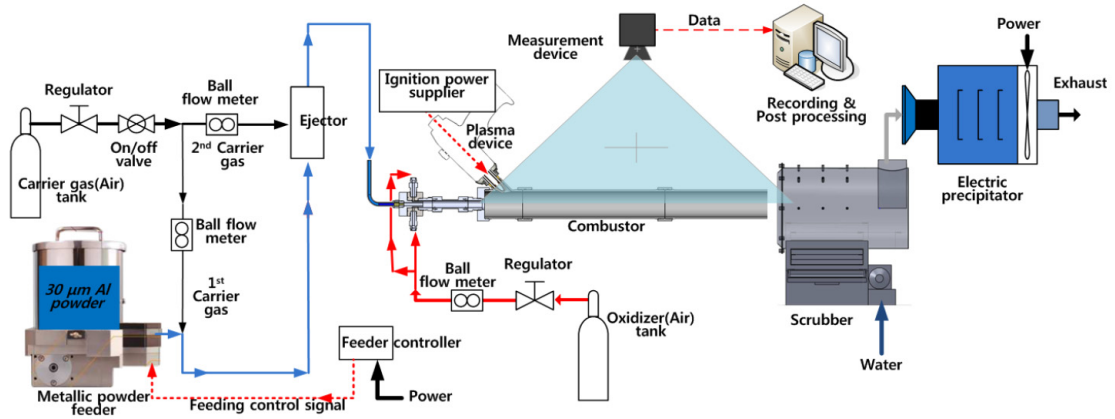 Data
Measurement
device
Power
Ignition power
supplier
Exhaust
Regulator
Ball
flow meter
Ejector
Plasma
device
Recording &
Post processing
On/off
valve
2nd Carrier
gas
Carrier gas(Air)
tank
Electric
precipitator
Combustor
Ball flow
meter
Ball
flow meter
Regulator
30 μm Al
powder
1st
Carrier
gas
Oxidizer(Air)
tank
Scrubber
Feeder controller
Water
Metallic powder
feeder
Feeding control signal
Power